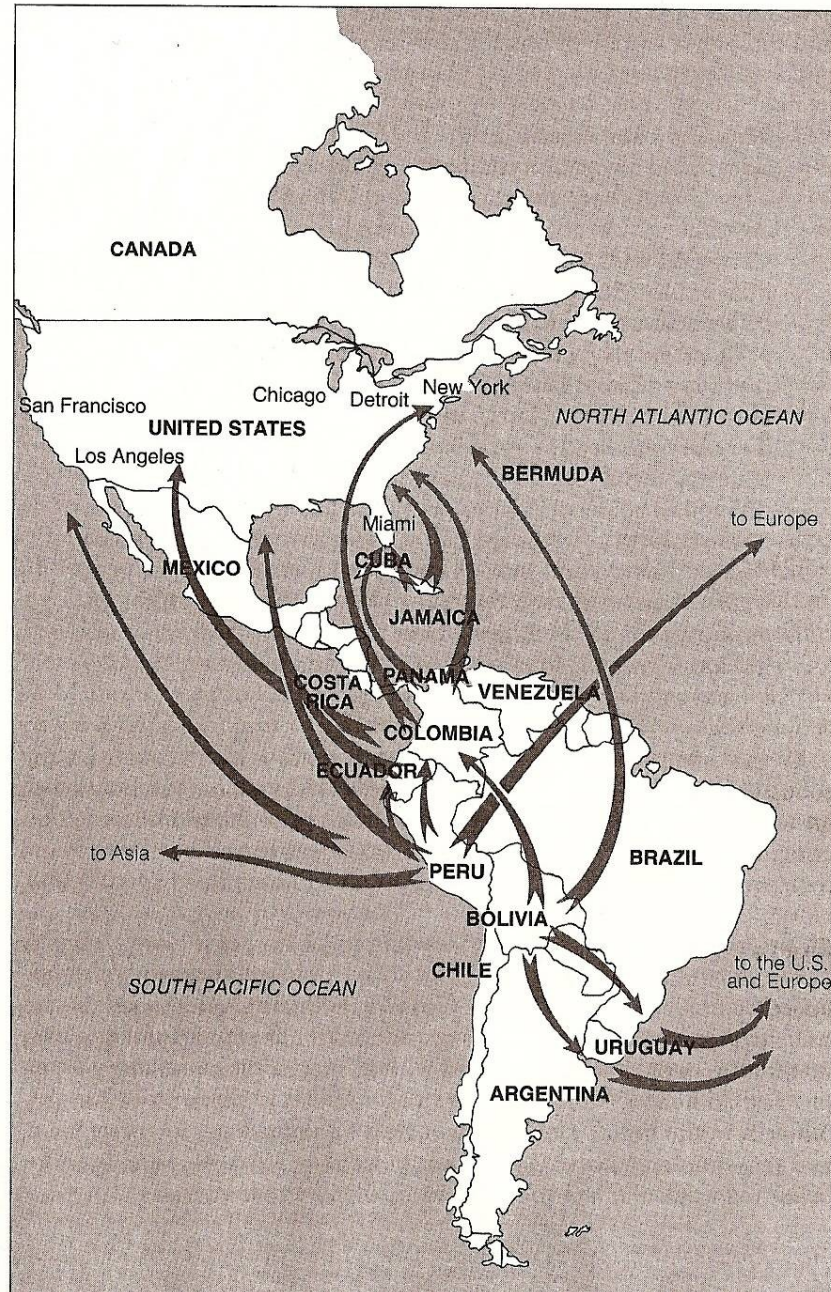 CANADA
Chicago
Detroit
New York
San Francisco
UNITED STATES
NORTH ATLANTIC OCEAN
Los Angeles
BERMUDA
Miami
to Europe
CUBA
MEXICO
JAMAICA
PANAMA
COSTA
RICA
VENEZUELA
COLOMBIA
ECUADOR
to Asia
PERU
BRAZIL
BOLIVIA
CHILE
to the U.S.
and Europe
SOUTH PACIFIC OCEAN
URUGUAY
ARGENTINA